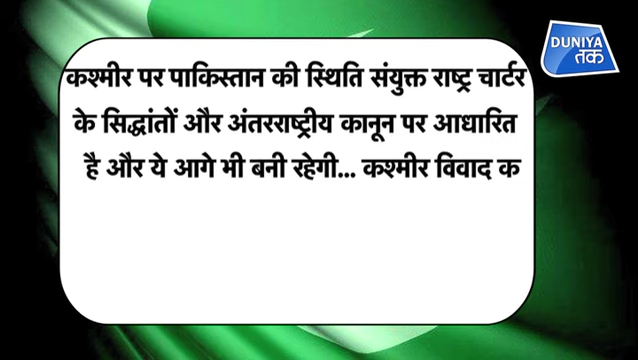 DUNIYA
तक
कश्मीर पर पाकिस्तान की स्थिति संयुक्त राष्ट्र चार्टर
के सिद्धांतों और अंतरराष्ट्रीय कानून पर आधारित
है और ये आगे भी बनी रहेगी... कश्मीर विवाद क